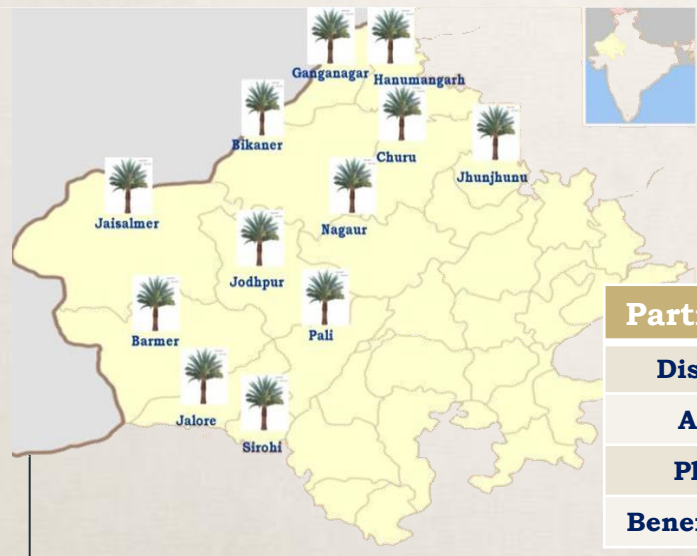 Ganganagar
Hanumangarh
Bikaner
Churu
Jhunjhunu
Jaisalmer
Nagaur
Jodhpur
Barmer
Pali
Jalore
Sirohi